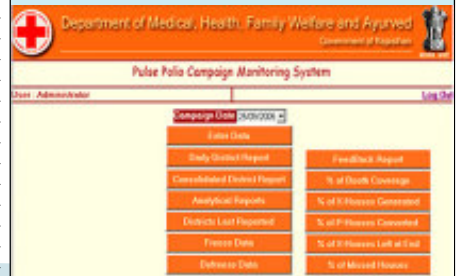 Department of Medical, Health, Family Welfare and Ayurved
Government of Rajasthan
Pulse Polio Campaign Monitoring System
User : Administrator
Log Out
Campaign Date
Enter Data
Daily District Report
Consolidated District Report
Analytical Reports
Districts Last Reported
Freeze Data
Defreeze Data
FeedBack Report
% of Booth Coverage
% of X-Houses Generated
% of P-Houses Converted
% of X-Houses Left at End
% of Missed Houses